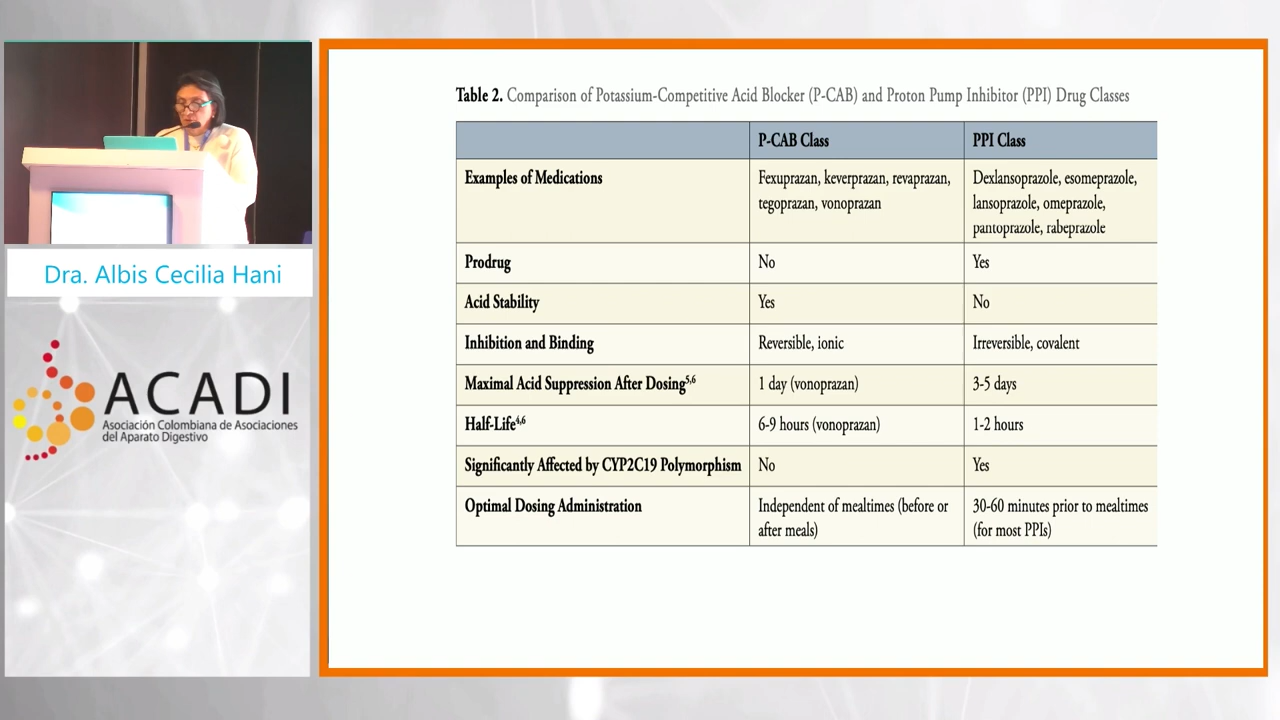 Table 2. Comparison of Potassium-Competitive Acid Blocker (P-CAB) and Proton Pump Inhibitor (PPI) Drug Classes
P-CAB Class
PPI Class
Examples of Medications
Fexuprazan, keverprazan, revaprazan,
tegoprazan, vonoprazan
Dexlansoprazole, esomeprazole,
lansoprazole, omeprazole,
pantoprazole, rabeprazole
Prodrug
No
Yes
Acid Stability
Yes
No
Inhibition and Binding
Reversible, ionic
Irreversible, covalent
Maximal Acid Suppression After Dosing5,6
1 day (vonoprazan)
3-5 days
Half-Life4,6
6-9 hours (vonoprazan)
1-2 hours
Significantly Affected by CYP2C19 Polymorphism
No
Yes
Optimal Dosing Administration
Independent of mealtimes (before or
after meals)
30-60 minutes prior to mealtimes
(for most PPIs)
Dra. Albis Cecilia Hani
ACADI
Asociación Colombiana de Asociaciones
del Aparato Digestivo